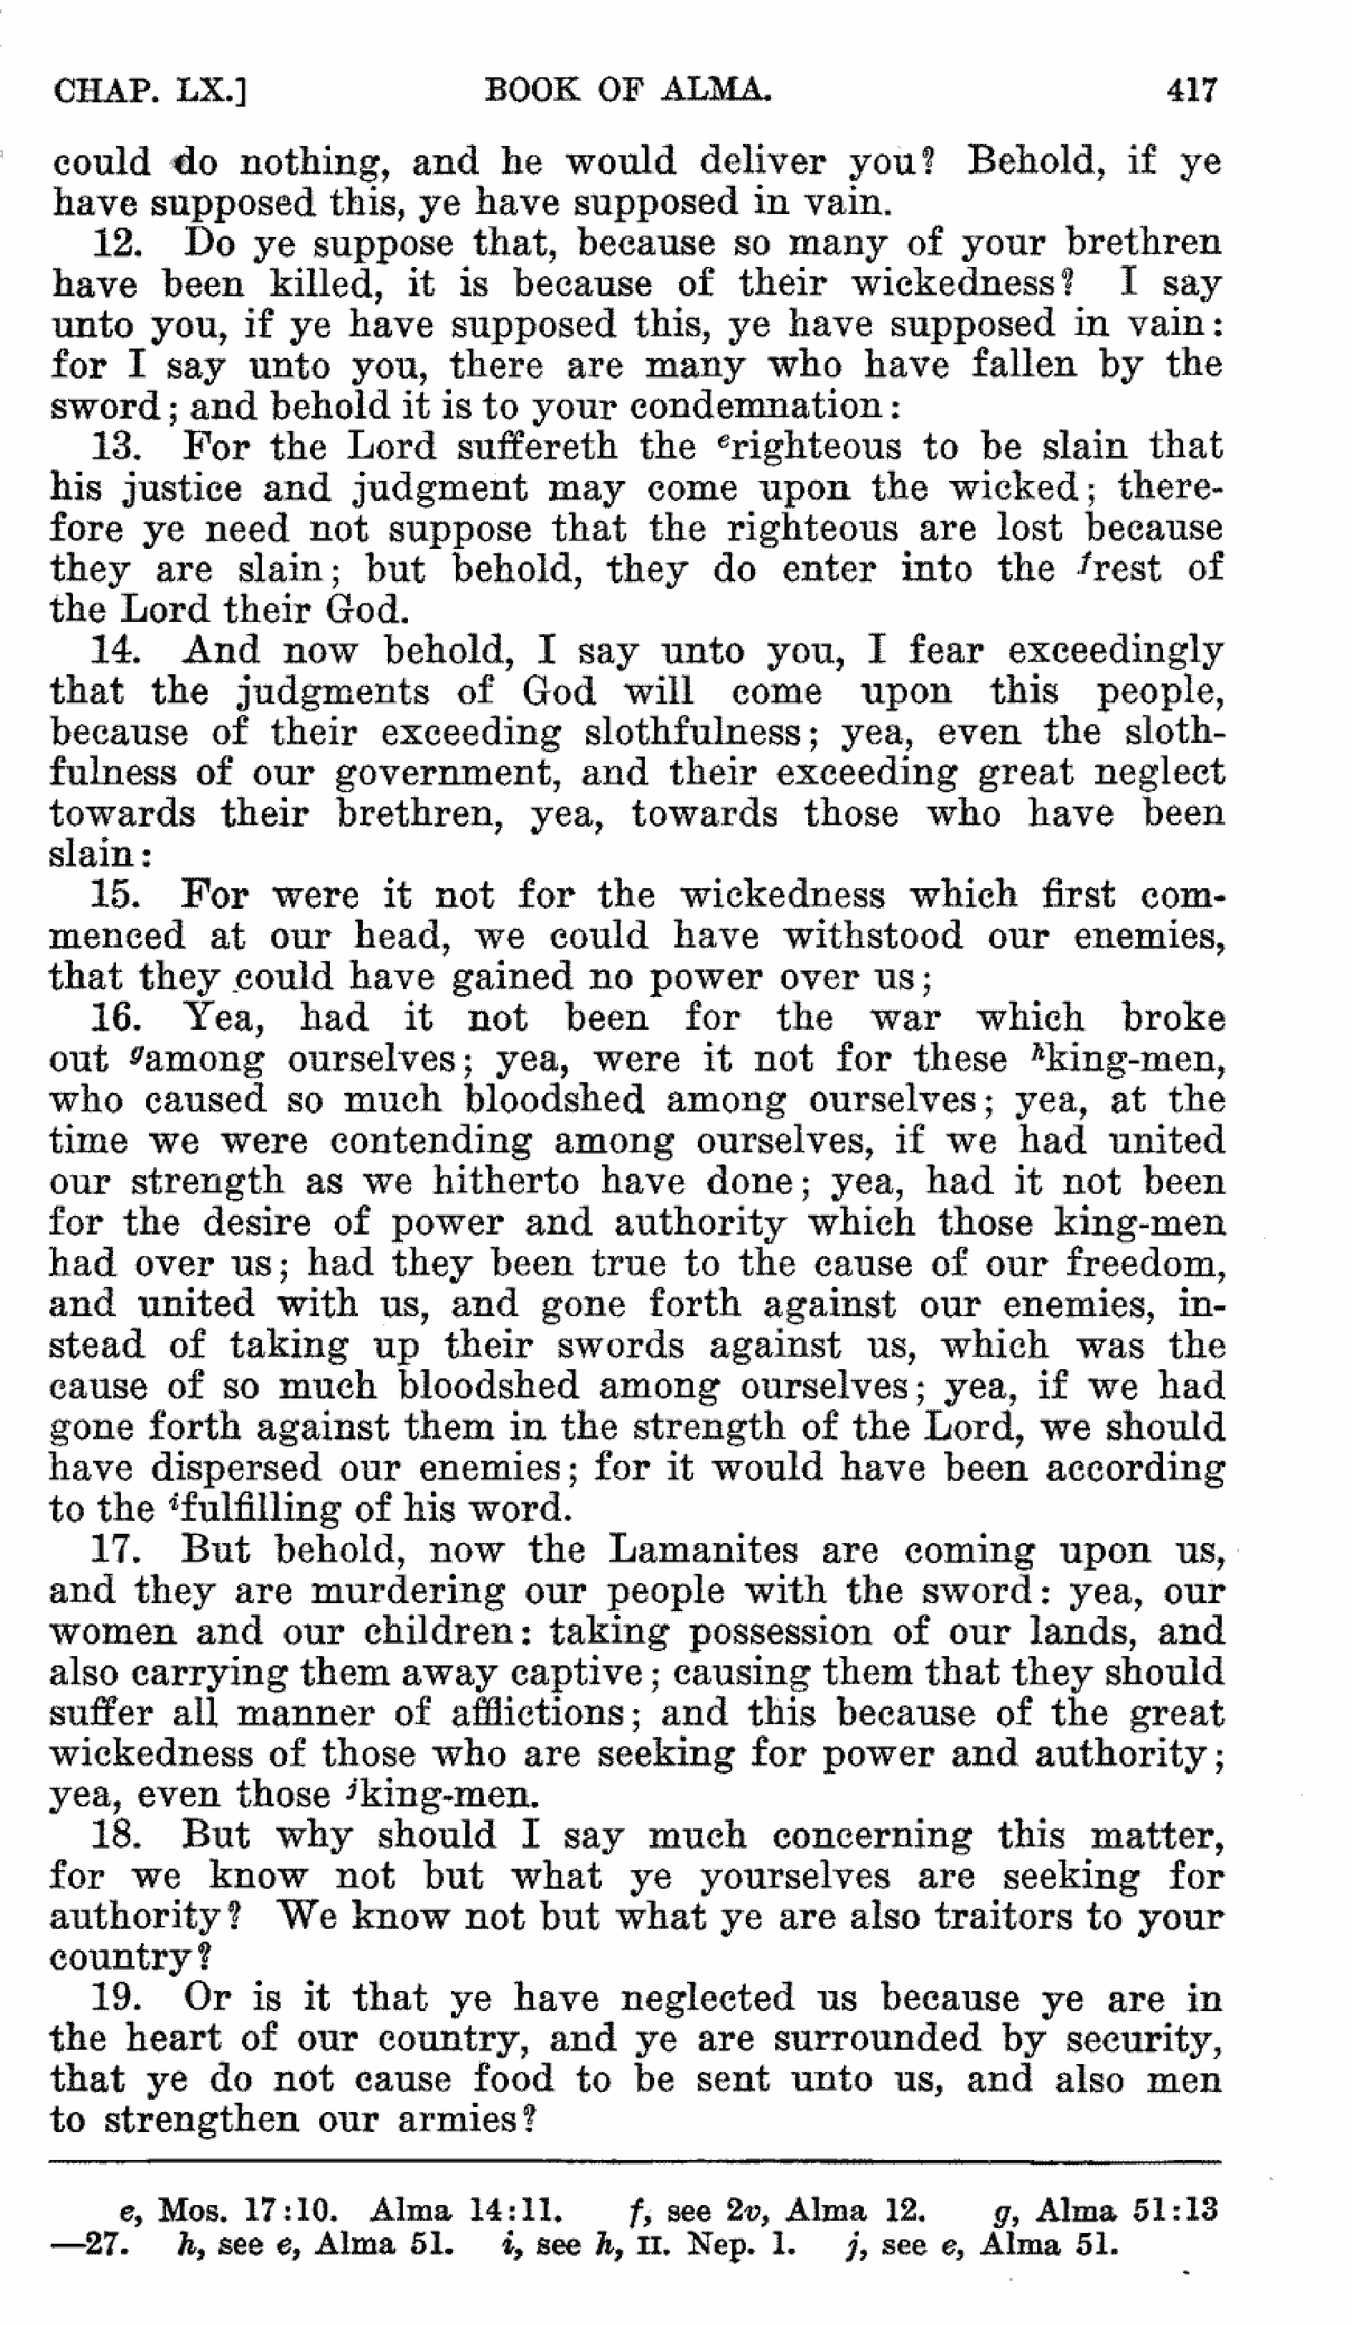 CHAP. LX.] BOOK OF ALMA. 417
could do nothing, and he would deliver you? Behold, if ye
have supposed this, ye have supposed in vain.
12. Do ye suppose that, because so many of your brethren
have been killed, it is because of their wickedness? I say
unto you, if ye have supposed this, ye have supposed in vain:
for I say unto you, there are many who have fallen by the
sword; and behold it is to your condemnation:
13. For the Lord suffereth the erighteous to be slain that
his justice and judgment may come upon the wicked; there-
fore ye need not suppose that the righteous are lost because
they are slain; but behold, they do enter into the frest of
the Lord their God.
14. And now behold, I say unto you, I fear exceedingly
that the judgments of God will come upon this people,
because of their exceeding slothfulness; yea, even the sloth-
fulness of our government, and their exceeding great neglect
towards their brethren, yea, towards those who have been
slain:
15. For were it not for the wickedness which first com-
menced at our head, we could have withstood our enemies,
that they could have gained no power over us;
16. Yea, had it not been for the war which broke
out gamong ourselves; yea, were it not for these hking-men,
who caused so much bloodshed among ourselves; yea, at the
time we were contending among ourselves, if we had united
our strength as we hitherto have done; yea, had it not been
for the desire of power and authority which those king-men
had over us; had they been true to the cause of our freedom,
and united with us, and gone forth against our enemies, in-
stead of taking up their swords against us, which was the
cause of so much bloodshed among ourselves; yea, if we had
gone forth against them in the strength of the Lord, we should
have dispersed our enemies; for it would have been according
to the ifulfilling of his word.
17. But behold, now the Lamanites are coming upon us,
and they are murdering our people with the sword: yea, our
women and our children: taking possession of our lands, and
also carrying them away captive; causing them that they should
suffer all manner of afflictions; and this because of the great
wickedness of those who are seeking for power and authority;
yea, even those jking-men.
18. But why should I say much concerning this matter,
for we know not but what ye yourselves are seeking for
authority? We know not but what ye are also traitors to your
country?
19. Or is it that ye have neglected us because ye are in
the heart of our country, and ye are surrounded by security,
that ye do not cause food to be sent unto us, and also men
to strengthen our armies?
e, Mos. 17:10. Alma 14:11. f, see 2v, Alma 12. g, Alma 51:13
—27. h, see e, Alma 51. i, see h, II. Nep. 1. j, see e, Alma 51.